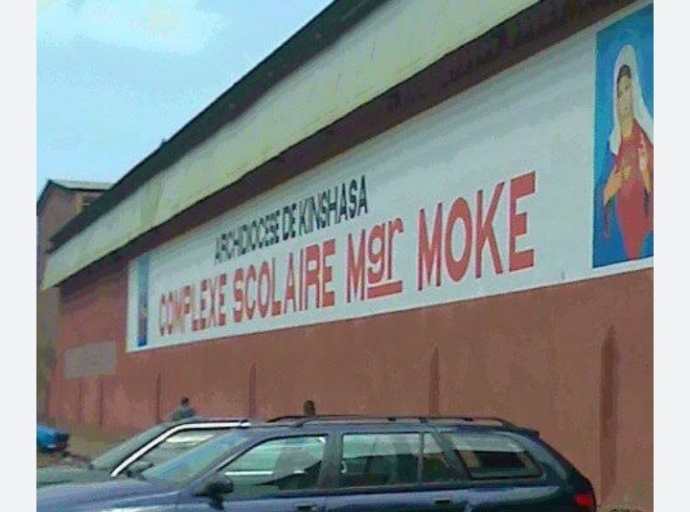 ARCHIDIOCESE DE KINSHASA
COMPLEXE SCOLAIRE Mgr MOKE